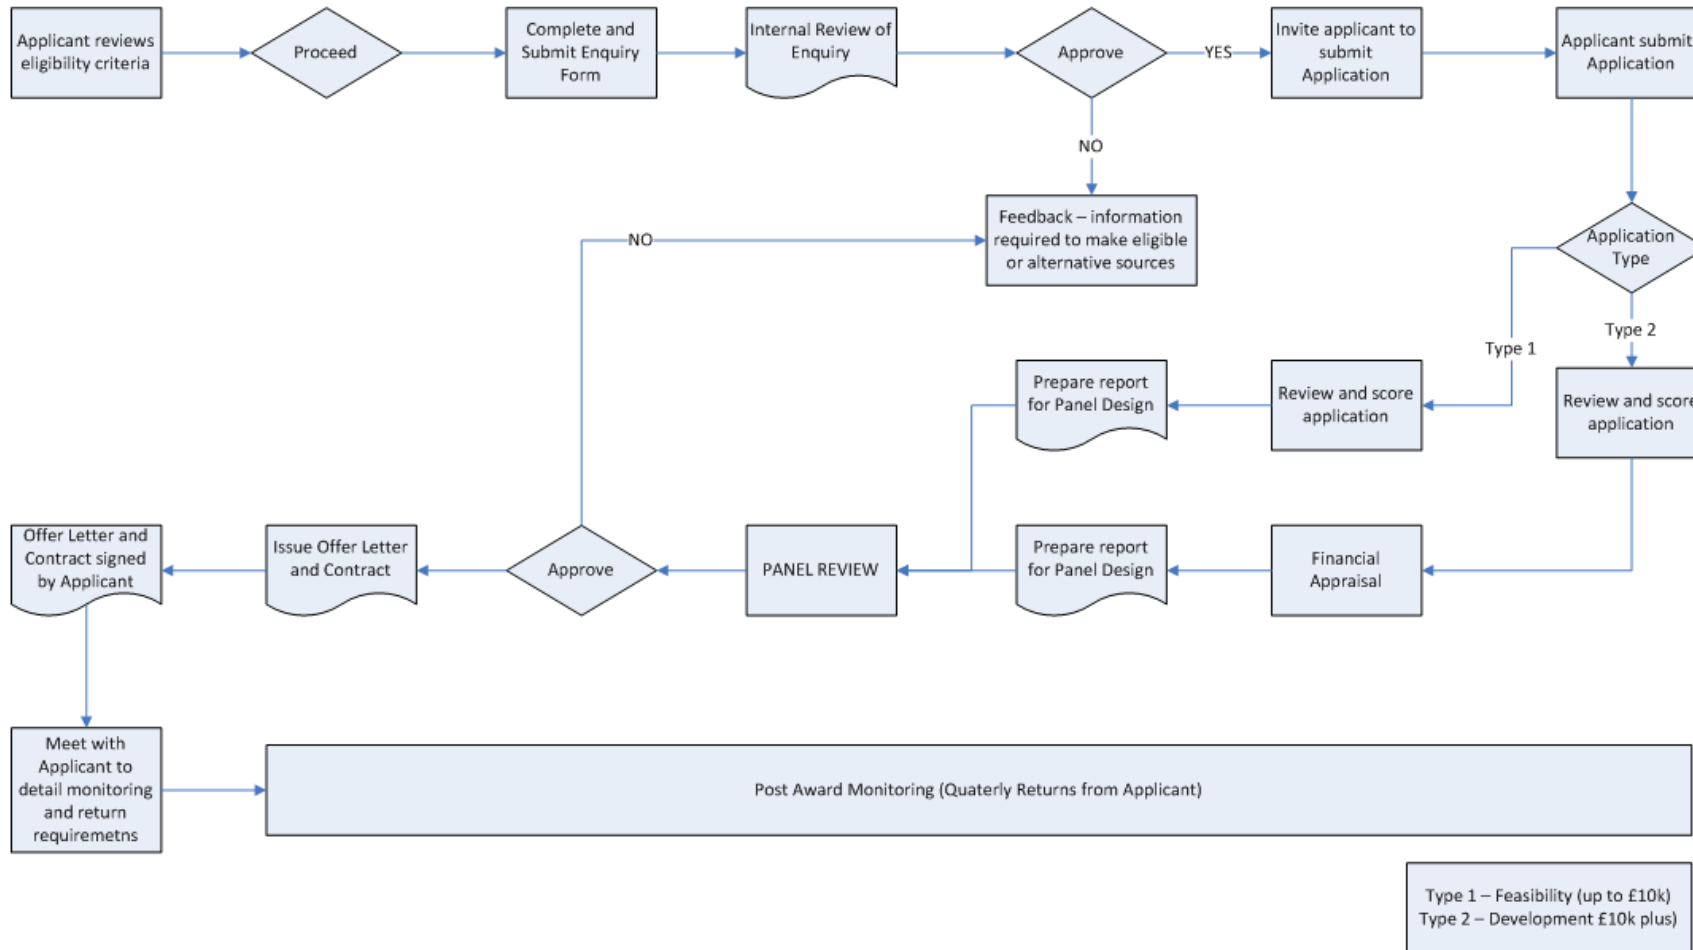 Applicant reviews
eligibility criteria
Proceed
Complete and
Submit Enquiry
Form
Internal Review of
Enquiry
Approve
YES
Invite applicant to
submit
Application
Applicant submit
Application
NO
Feedback – information
required to make eligible
or alternative sources
NO
Application
Type
Type 1
Type 2
Prepare report
for Panel Design
Review and score
application
Review and score
application
Offer Letter and
Contract signed
by Applicant
Issue Offer Letter
and Contract
Approve
PANEL REVIEW
Prepare report
for Panel Design
Financial
Appraisal
Meet with
Applicant to
detail monitoring
and return
requiremetns
Post Award Monitoring (Quaterly Returns from Applicant)
Type 1 – Feasibility (up to £10k)
Type 2 – Development £10k plus)